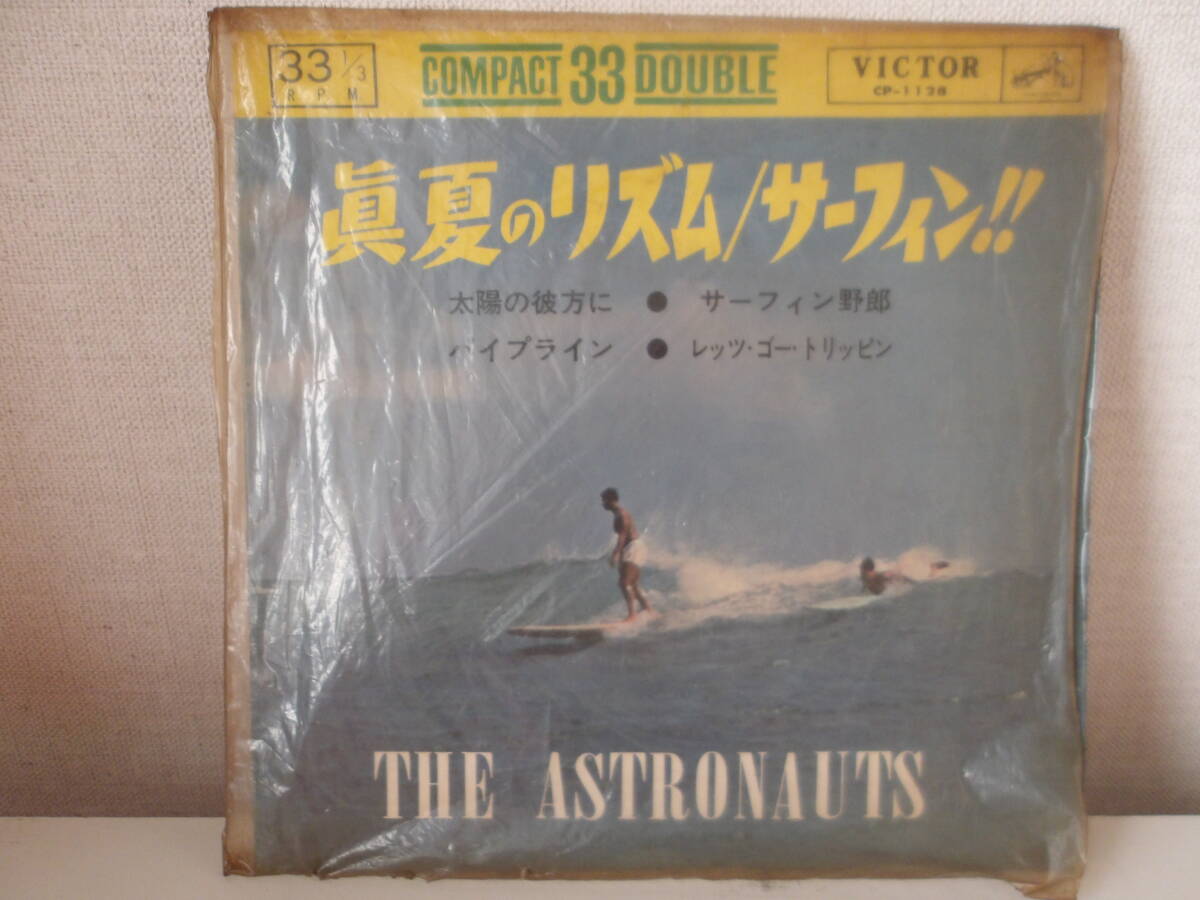 33 1/3 RPM COMPACT 33 DOUBLE VICTOR
CP-1128
眞夏のリズム/サーフィン!!
太陽の彼方に ● サーフィン野郎
パイプライン ● レッツ・ゴー・トリッピン
THE ASTRONAUTS